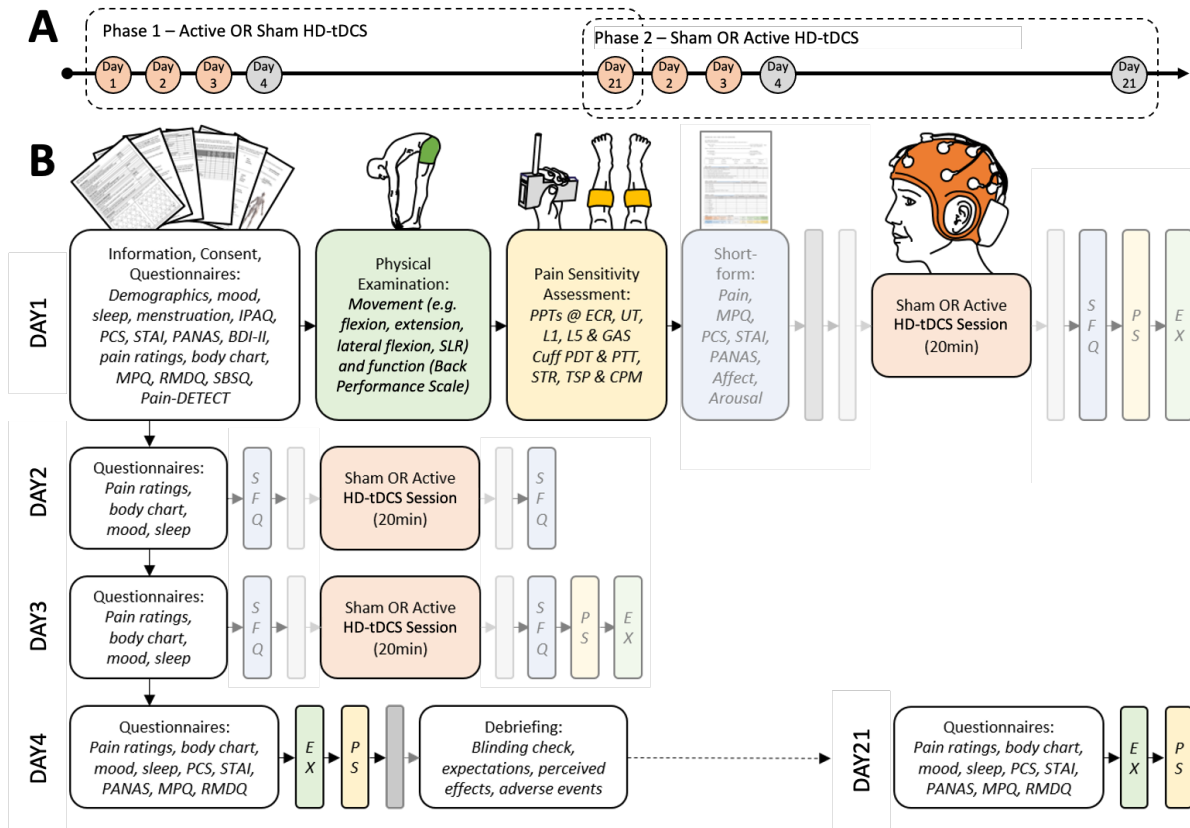 A
Phase 1 – Active OR Sham HD-tDCS
Phase 2 – Sham OR Active HD-tDCS
Day
1
Day
2
Day
3
Day
4
Day
21
Day
2
Day
3
Day
4
Day
21
B
DAY1
Information, Consent,
Questionnaires:
Demographics, mood,
sleep, menstruation, IPAQ,
PCS, STAI, PANAS, BDI-II,
pain ratings, body chart,
MPQ, RMDQ, SBSQ,
Pain-DETECT
Physical
Examination:
Movement (e.g.
flexion, extension,
lateral flexion, SLR)
and function (Back
Performance Scale)
Pain Sensitivity
Assessment:
PPTs @ ECR, UT,
L1, L5 & GAS
Cuff PDT & PTT,
STR, TSP & CPM
Short-
form:
Pain,
MPQ,
PCS, STAI,
PANAS,
Affect,
Arousal
Sham OR Active
HD-tDCS Session
(20min)
S
F
Q
P
S
E
X
DAY2
Questionnaires:
Pain ratings,
body chart,
mood, sleep
S
F
Q
Sham OR Active
HD-tDCS Session
(20min)
S
F
Q
DAY3
Questionnaires:
Pain ratings,
body chart,
mood, sleep
S
F
Q
Sham OR Active
HD-tDCS Session
(20min)
S
F
Q
P
S
E
X
DAY4
Questionnaires:
Pain ratings, body chart,
mood, sleep, PCS, STAI,
PANAS, MPQ, RMDQ
E
X
P
S
Debriefing:
Blinding check,
expectations, perceived
effects, adverse events
DAY21
Questionnaires:
Pain ratings, body chart,
mood, sleep, PCS, STAI,
PANAS, MPQ, RMDQ
E
X
P
S